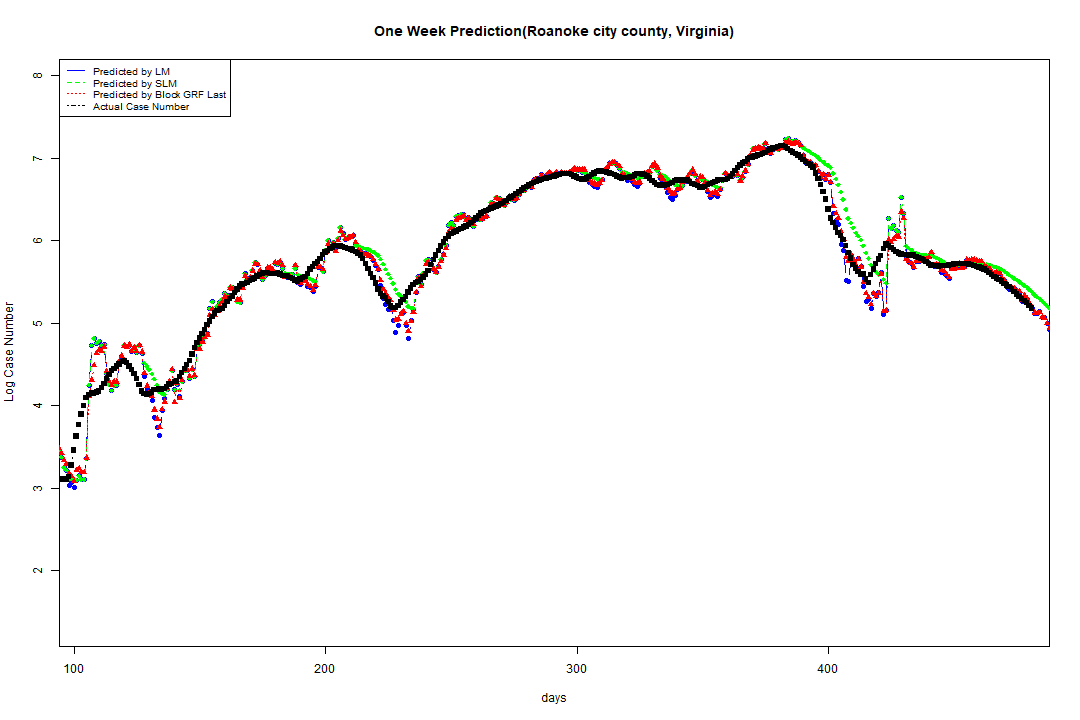 One Week Prediction(Roanoke city county, Virginia)
Predicted by LM
Predicted by SLM
Predicted by Block GRF Last
Actual Case Number
8
7
6
5
4
3
2
Log Case Number
100 200 300 400
days